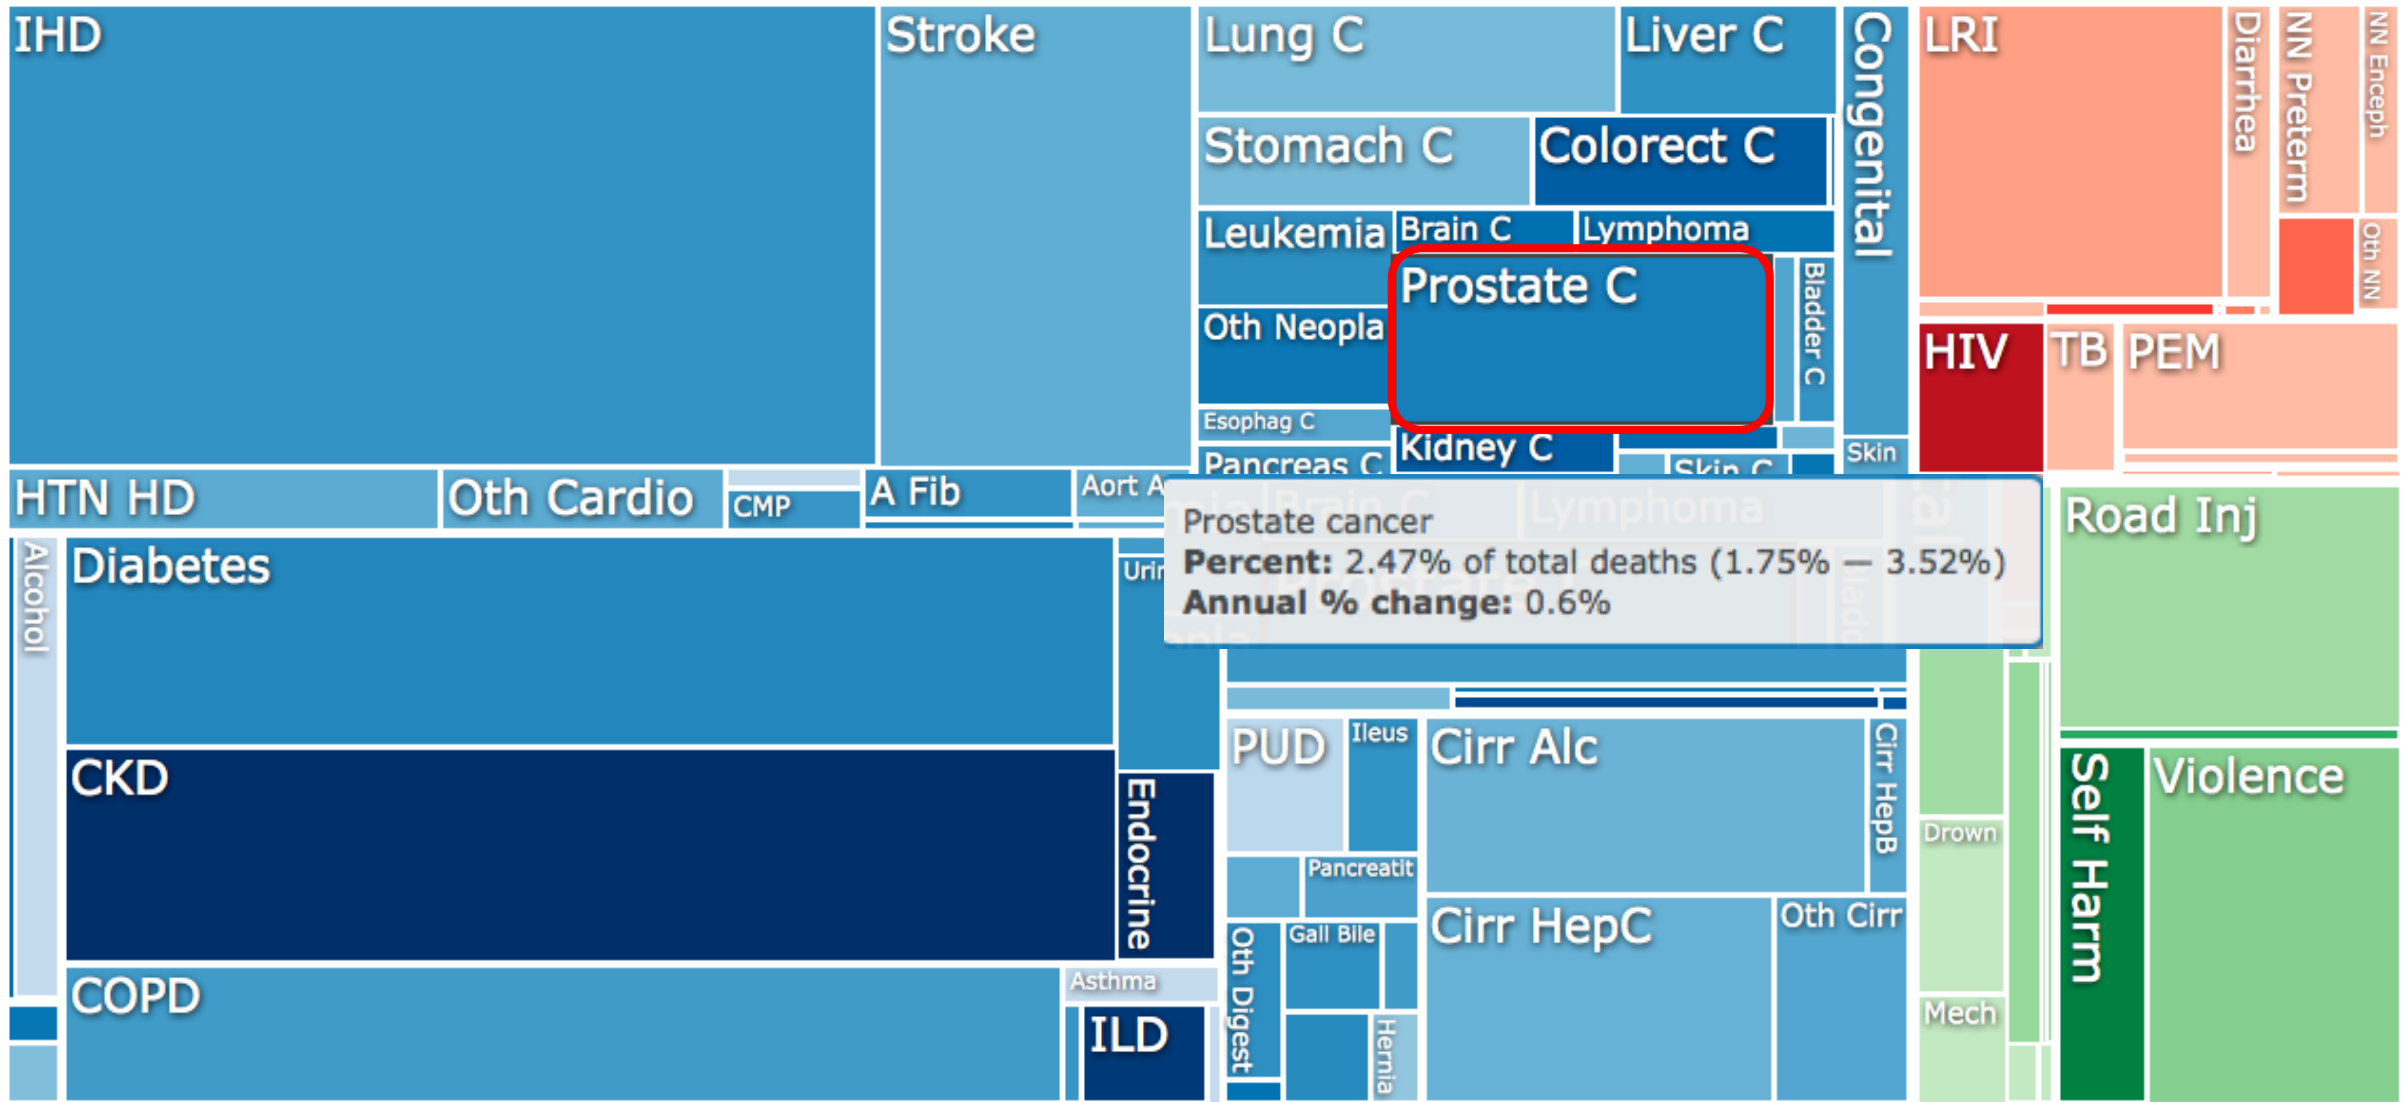 IHD
Stroke
Lung C
Liver C
Congenital
LRI
Diarrhea
NN Preterm
NN Enceph
Stomach C
Colorect C
Leukemia
Brain C
Lymphoma
Oth NN
Prostate C
Bladder C
Oth Neopla
HIV
TB
PEM
Esophag C
Kidney C
Pancreas C
Skin C
Skin
HTN HD
Oth Cardio
CMP
A Fib
Aort A
Prostate cancer
Percent: 2.47% of total deaths (1.75% — 3.52%)
Annual % change: 0.6%
Road Inj
Alcohol
Diabetes
Urin
CKD
Endocrine
PUD
Ileus
Cirr Alc
Cirr HepB
Self Harm
Violence
Drown
Pancreatit
Cirr HepC
Oth Cirr
Oth Digest
Gall Bile
COPD
Asthma
ILD
Hernia
Mech